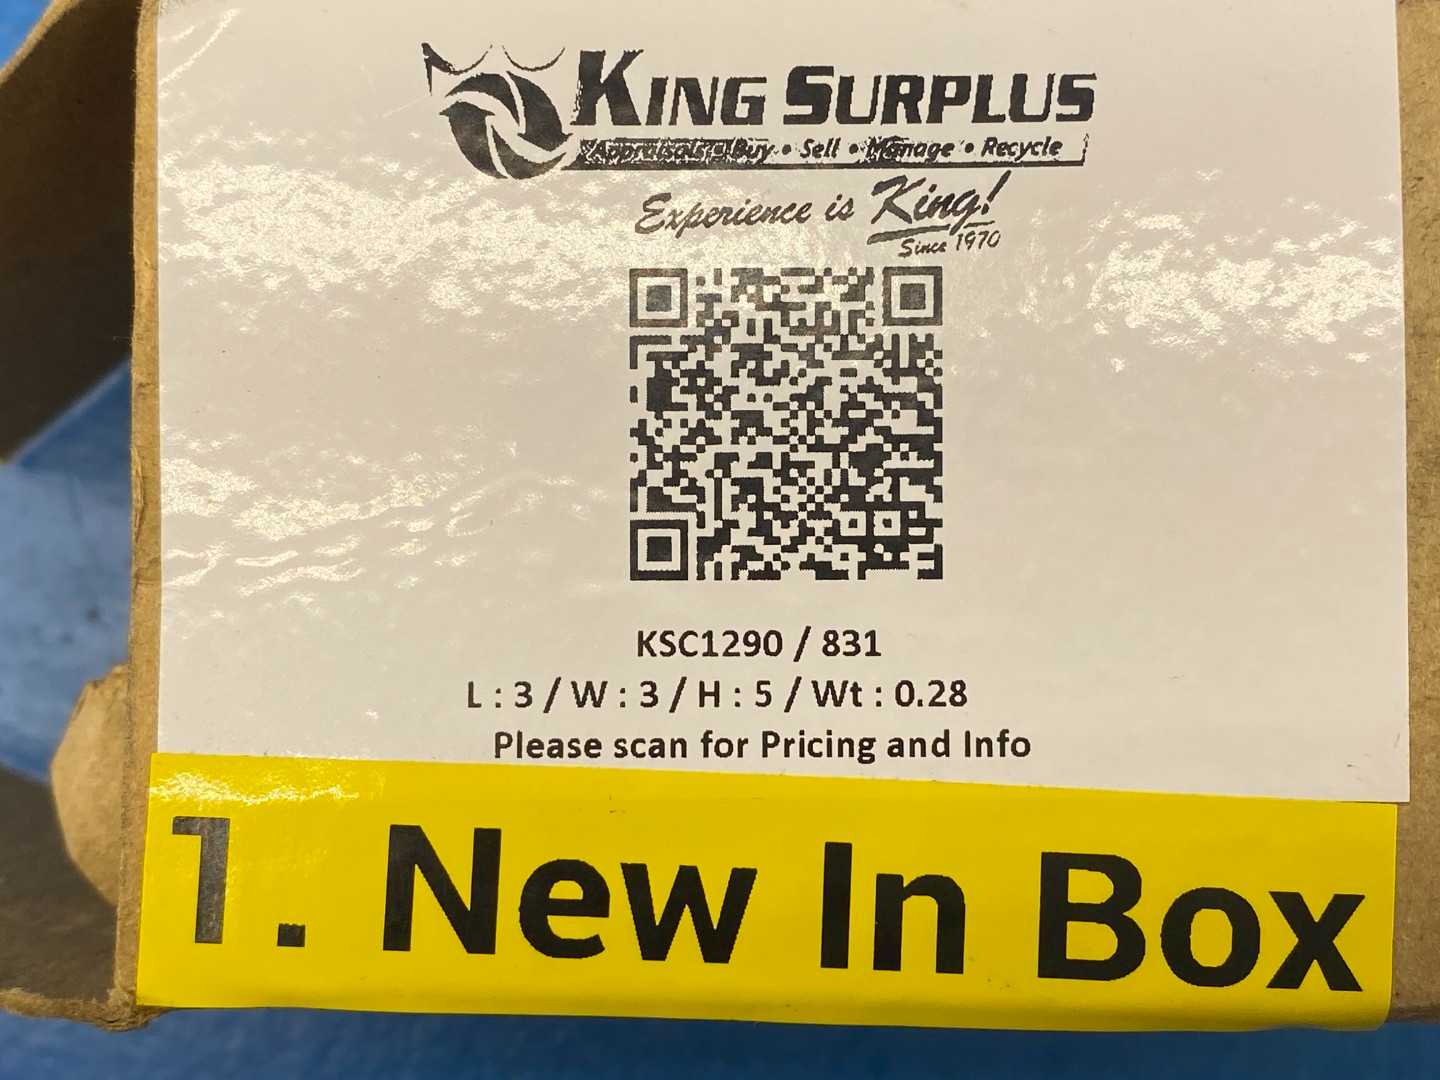 KING SURPLUS
Appraisals • Buy • Sell • Manage • Recycle
Experience is King!
Since 1970
KSC1290 / 831
L : 3 / W : 3 / H : 5 / Wt : 0.28
Please scan for Pricing and Info
1. New In Box